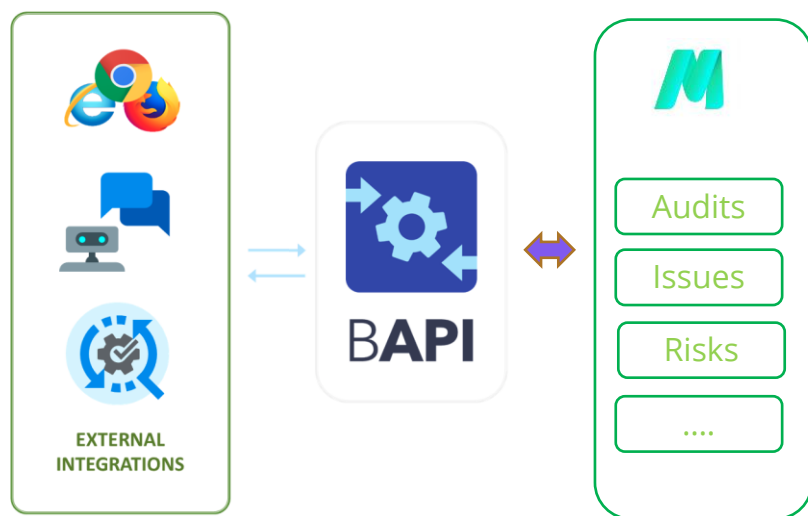 EXTERNAL
INTEGRATIONS
BAPI
Audits
Issues
Risks
....